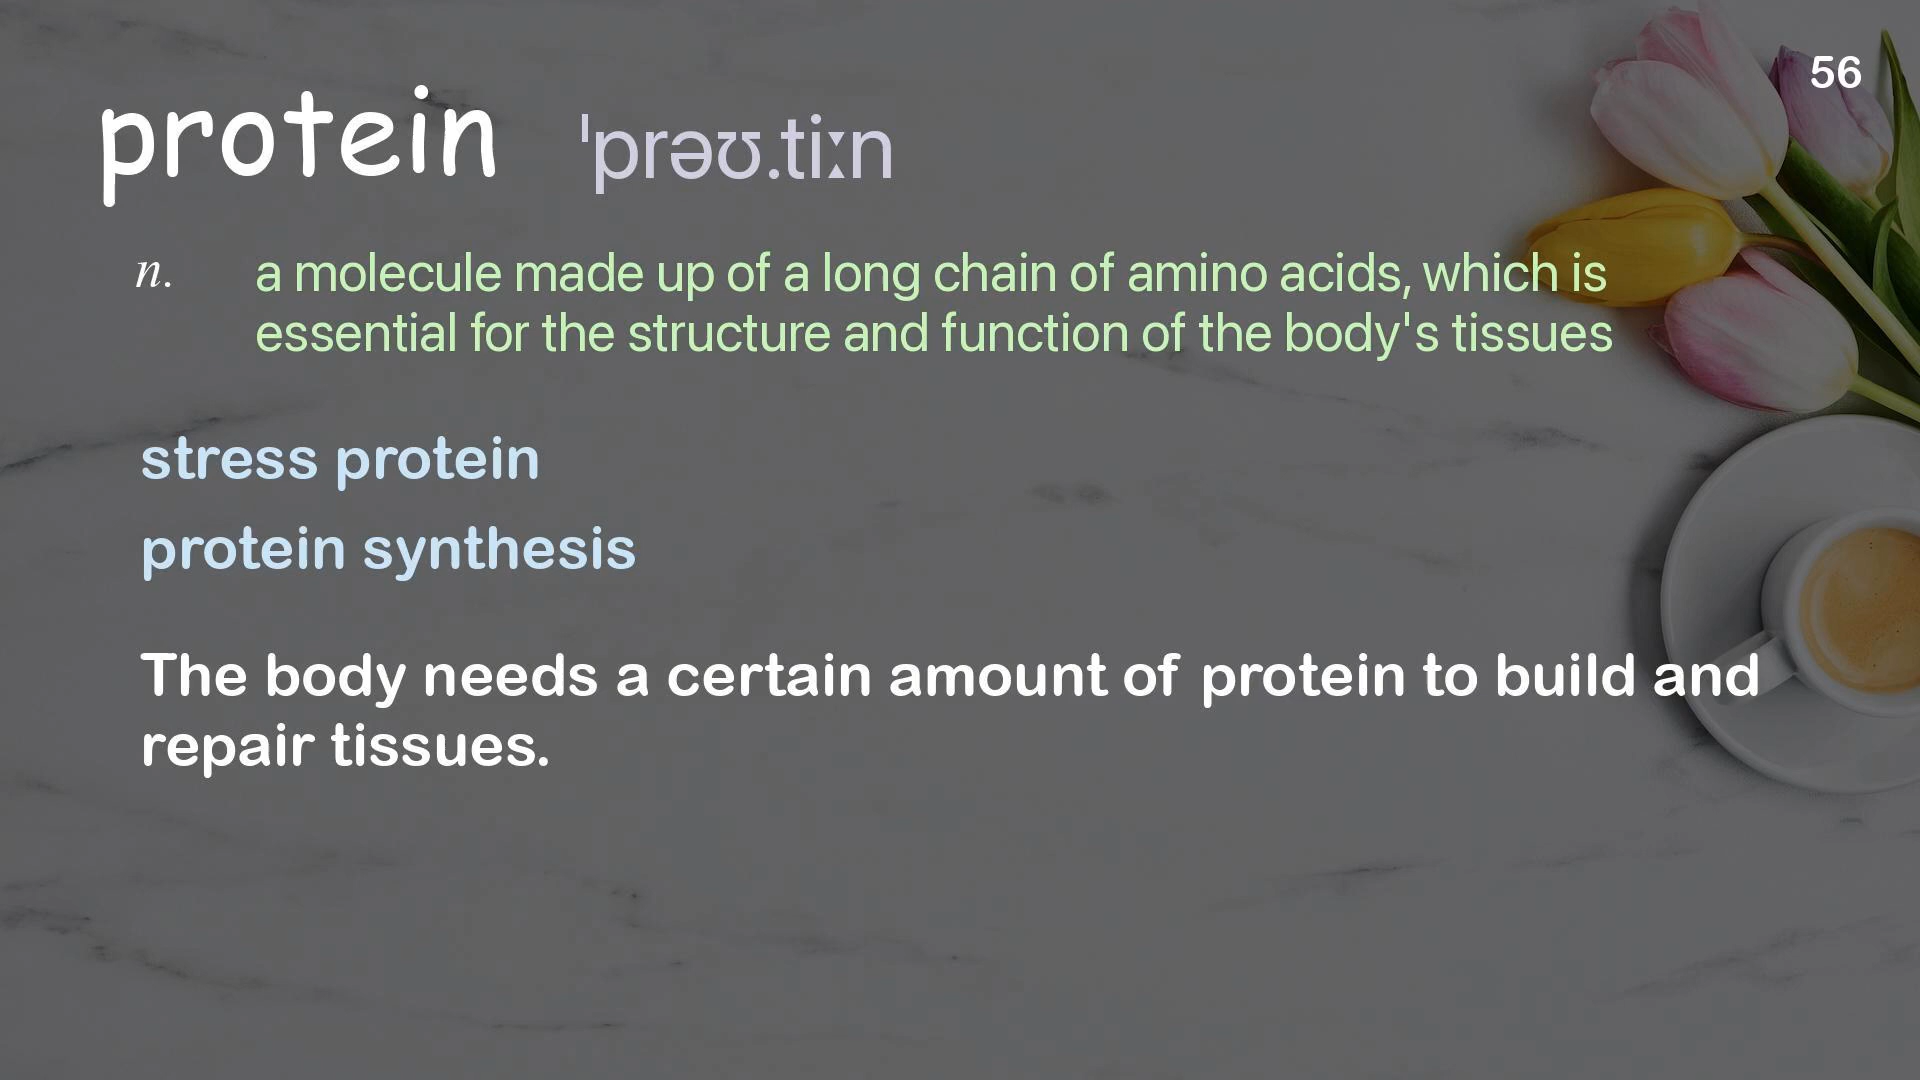 56
protein ˈprəʊ.tiːn
n. a molecule made up of a long chain of amino acids, which is
essential for the structure and function of the body's tissues
stress protein
protein synthesis
The body needs a certain amount of protein to build and
repair tissues.